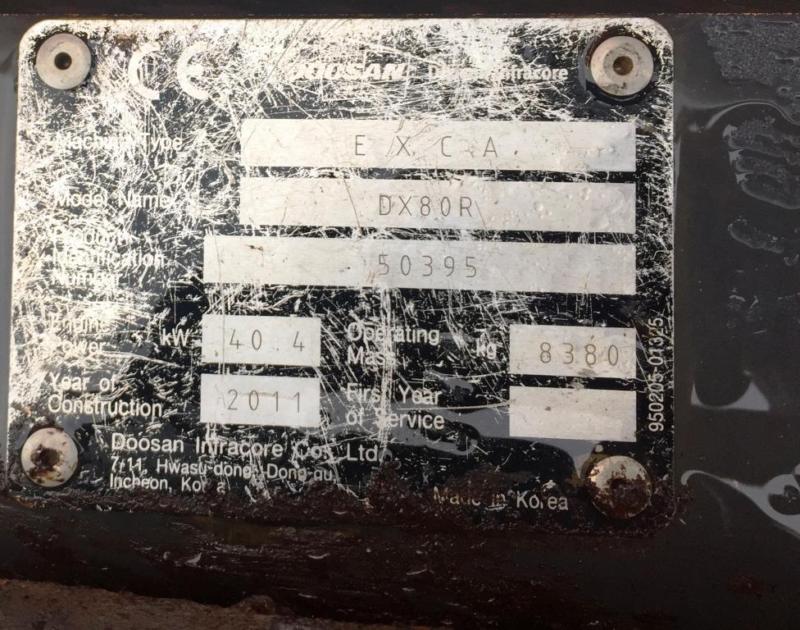 CE DOOSAN Doosan Infracore
Machine Type EXCA.
Model Name DX80R
Product
Identification 50395
Number
Engine Power kW 40.4 Operating Mass kg 8380
Year of Construction 2011 First Year of Service
Doosan Infracore Co., Ltd.
7-11, Hwasu-dong, Dong-gu,
Incheon, Korea
Made in Korea